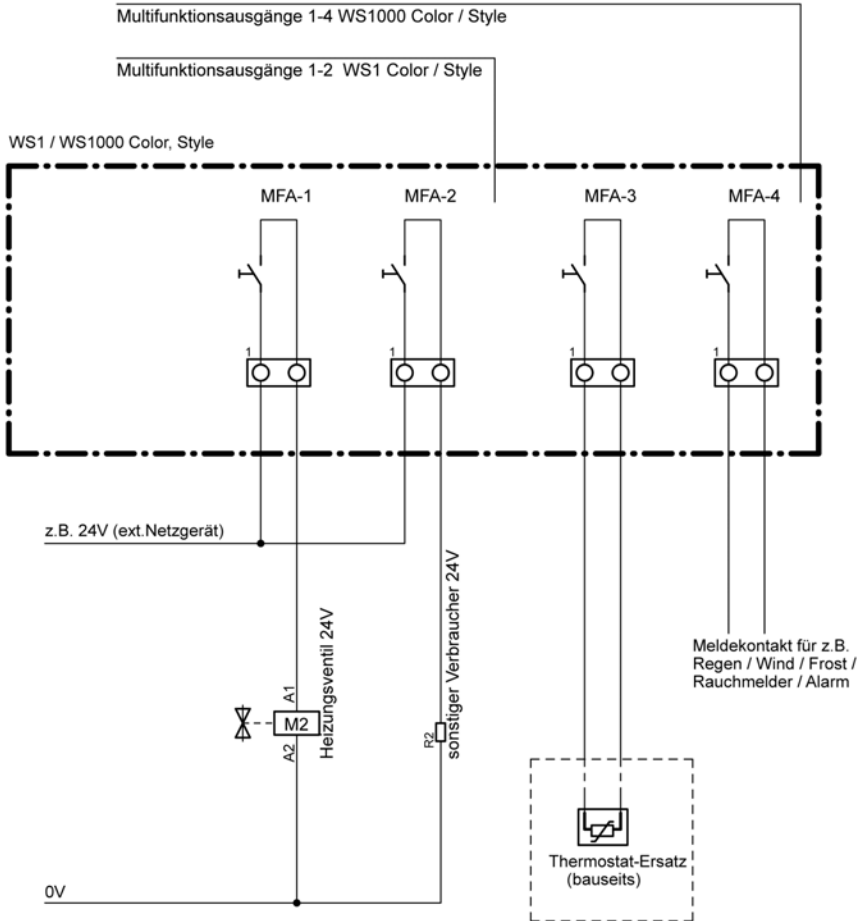 Multifunktionsausgänge 1-4 WS1000 Color / Style
Multifunktionsausgänge 1-2 WS1 Color / Style
WS1 / WS1000 Color, Style
MFA-1
MFA-2
MFA-3
MFA-4
1
1
1
1
z.B. 24V (ext.Netzgerät)
Heizungsventil 24V
sonstiger Verbraucher 24V
A1
M2
A2
R2
Meldekontakt für z.B.
Regen / Wind / Frost /
Rauchmelder / Alarm
Thermostat-Ersatz
(bauseits)
0V